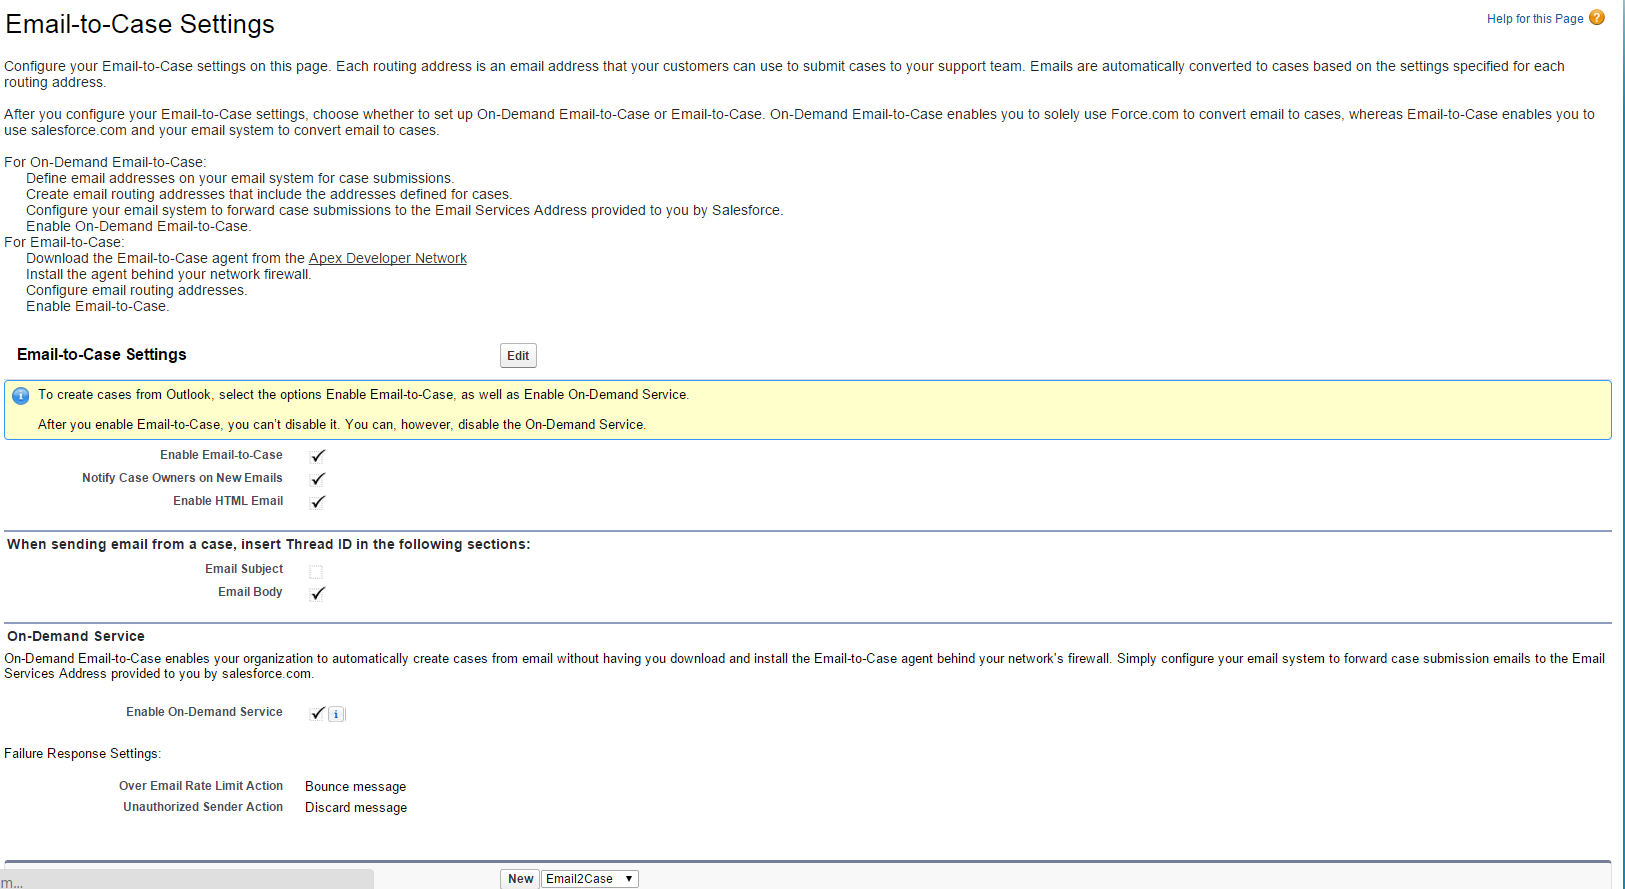 Email-to-Case Settings
Help for this Page ?
Configure your Email-to-Case settings on this page. Each routing address is an email address that your customers can use to submit cases to your support team. Emails are automatically converted to cases based on the settings specified for each
routing address.
After you configure your Email-to-Case settings, choose whether to set up On-Demand Email-to-Case or Email-to-Case. On-Demand Email-to-Case enables you to solely use Force.com to convert email to cases, whereas Email-to-Case enables you to
use salesforce.com and your email system to convert email to cases.
For On-Demand Email-to-Case:
Define email addresses on your email system for case submissions.
Create email routing addresses that include the addresses defined for cases.
Configure your email system to forward case submissions to the Email Services Address provided to you by Salesforce.
Enable On-Demand Email-to-Case.
For Email-to-Case:
Download the Email-to-Case agent from the Apex Developer Network
Install the agent behind your network firewall.
Configure email routing addresses.
Enable Email-to-Case.
Email-to-Case Settings
Edit
To create cases from Outlook, select the options Enable Email-to-Case, as well as Enable On-Demand Service.
After you enable Email-to-Case, you can't disable it. You can, however, disable the On-Demand Service.
Enable Email-to-Case
Notify Case Owners on New Emails
Enable HTML Email
When sending email from a case, insert Thread ID in the following sections:
Email Subject
Email Body
On-Demand Service
On-Demand Email-to-Case enables your organization to automatically create cases from email without having you download and install the Email-to-Case agent behind your network's firewall. Simply configure your email system to forward case submission emails to the Email
Services Address provided to you by salesforce.com.
Enable On-Demand Service i
Failure Response Settings:
Over Email Rate Limit Action Bounce message
Unauthorized Sender Action Discard message
m...
New Email2Case